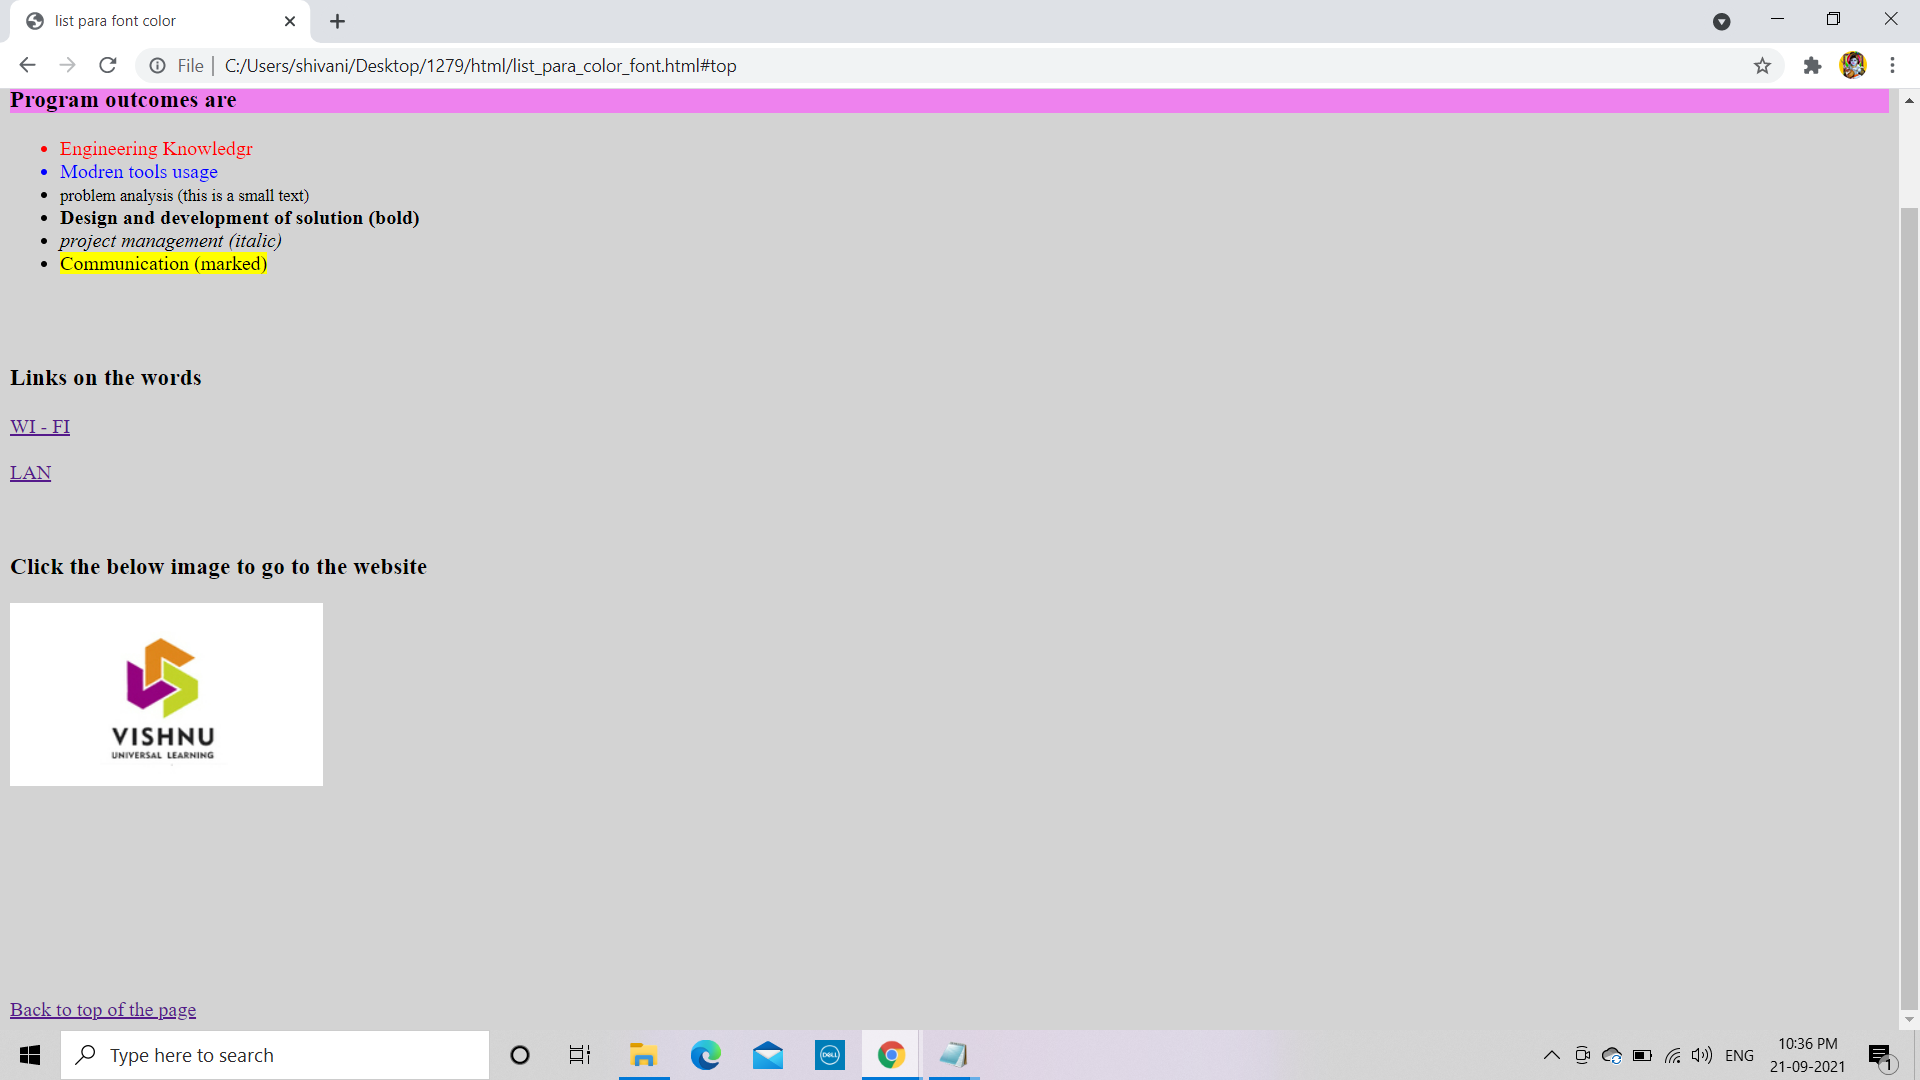 list para font color
File C:/Users/shivani/Desktop/1279/html/list_para_color_font.html#top
Program outcomes are
Engineering Knowledgr
Modren tools usage
problem analysis (this is a small text)
Design and development of solution (bold)
project management (italic)
Communication (marked)
Links on the words
WI - FI
LAN
Click the below image to go to the website
VISHNU
UNIVERSAL LEARNING
Back to top of the page
Type here to search
DELL
ENG
10:36 PM
21-09-2021
1